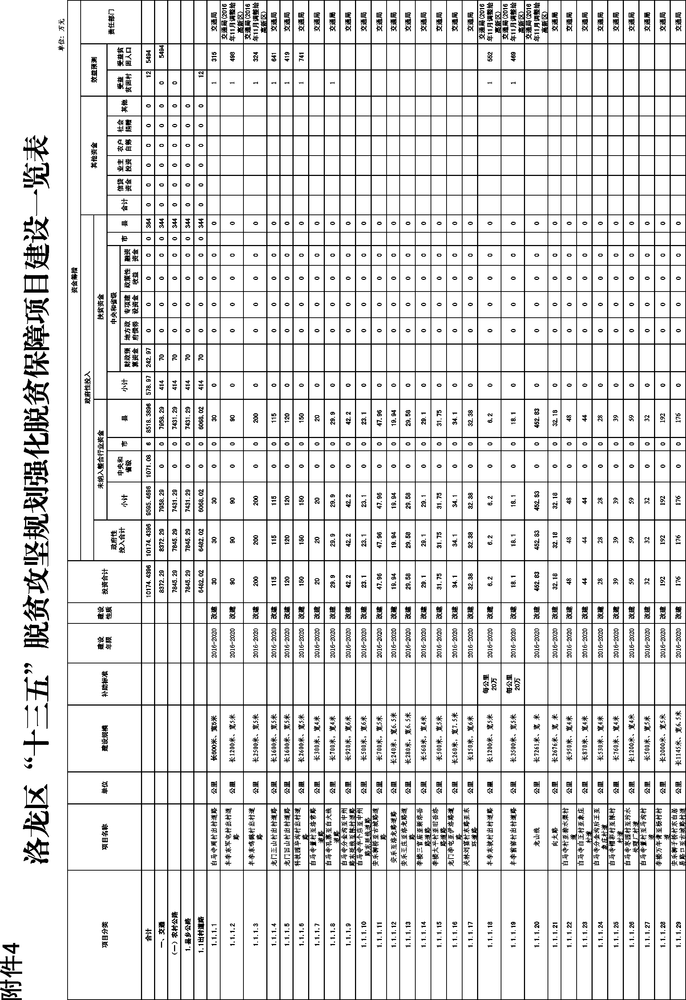 附件4
洛龙区“十三五”脱贫攻坚规划强化脱贫保障项目建设一览表
单位：万元
项目分类 项目名称 单位 建设规模 补助标准 建设年限 建设性质 投资合计 资金筹措 效益预测 责任部门
政府性投入合计 政府性投入 其他资金 受益贫困村 受益贫困人口
未纳入整合行业资金 扶贫资金
小计 中央和省级 市 县 小计 中央和省级 市 县 合计 信贷资金 业主投资 农户自筹 社会捐赠 其他
财政预算资金 地方政府债券 专项建设资金 政策性收益 融资资金
合计 10174.4396 10174.4396 9595.4696 1071.08 6 8518.3896 578.97 242.97 0 0 0 0 0 364 0 0 0 0 0 0 12 5494
一、交通 8372.29 8372.29 7958.29 0 0 7958.29 414 70 0 0 0 0 0 344 0 0 0 0 0 0 0 5494
（一）农村公路 7845.29 7845.29 7431.29 0 0 7431.29 414 70 0 0 0 0 0 344 0 0 0 0 0 0 0
1.县乡公路 7845.29 7845.29 7431.29 0 0 7431.29 414 70 0 0 0 0 0 344 0 0 0 0 0 0
1.1出村道路 6482.02 6482.02 6068.02 0 0 6068.02 414 70 0 0 0 0 0 344 0 0 0 0 0 0 12
1.1.1.1 白马寺周村出村道路 公里 长600米、宽5米 2016-2020 改建 30 30 30 0 0 30 0 0 0 0 0 0 1 315 交通局
1.1.1.2 丰李东军屯村出村道路 公里 长1200米、宽5米 2016-2020 改建 90 90 90 0 0 90 0 0 0 0 0 0 1 498 交通局(2016年11月调整给高新区)
1.1.1.3 丰李东鸣鹤村出村道路 公里 长2500米、宽5米 2016-2020 改建 200 200 200 0 0 200 0 0 0 0 0 0 1 324 交通局(2016年11月调整给高新区)
1.1.1.4 龙门王山村出村道路 公里 长1600米、宽5米 2016-2020 改建 115 115 115 0 0 115 0 0 0 0 0 0 1 641 交通局
1.1.1.5 龙门田山村出村道路 公里 长1600米、宽5米 2016-2020 改建 120 120 120 0 0 120 0 0 0 0 0 0 1 419 交通局
1.1.1.6 科技园毕沟村出村道路 公里 长2600米、宽5米 2016-2020 改建 150 150 150 0 0 150 0 0 0 0 0 0 1 741 交通局
1.1.1.7 白马寺董村至洛常路道路 公里 长300米，宽4米 2016-2020 改建 20 20 20 0 0 20 0 0 0 0 0 0 交通局
1.1.1.8 白马寺孔寨至白大线道路 公里 长700米，宽4米 2016-2020 改建 29.9 29.9 29.9 0 0 29.9 0 0 0 0 0 0 1 交通局
1.1.1.9 白马寺分金沟至中州路东延线至陈村道路 公里 长920米，宽6米 2016-2020 改建 42.2 42.2 42.2 0 0 42.2 0 0 0 0 0 0 交通局
1.1.1.10 白马寺半个店至中州路东延线道路 公里 长500米，宽6米 2016-2020 改建 23.1 23.1 23.1 0 0 23.1 0 0 0 0 0 0 交通局
1.1.1.11 安乐狮桥至古城路道路 公里 长700米，宽5米 2016-2020 改建 47.96 47.96 47.96 0 0 47.96 0 0 0 0 0 0 交通局
1.1.1.12 安乐至洛龙路道路 公里 长240米，宽6.5米 2016-2020 改建 19.94 19.94 19.94 0 0 19.94 0 0 0 0 0 0 交通局
1.1.1.13 安乐王庄至洛龙路道路 公里 长280米，宽6.5米 2016-2020 改建 29.58 29.58 29.58 0 0 29.58 0 0 0 0 0 0 交通局
1.1.1.14 李楼三官庙至新洛岳路道路 公里 长560米，宽4米 2016-2020 改建 29.1 29.1 29.1 0 0 29.1 0 0 0 0 0 0 交通局
1.1.1.15 李楼太平村至旧岳洛路道路 公里 长500米，宽5米 2016-2020 改建 31.75 31.75 31.75 0 0 31.75 0 0 0 0 0 0 交通局
1.1.1.16 龙门李屯至伊洛路道路 公里 长260米，宽7.5米 2016-2020 改建 34.1 34.1 34.1 0 0 34.1 0 0 0 0 0 0 交通局
1.1.1.17 关林刘富村东路至东环道路 公里 长150米，宽6米 2016-2020 改建 32.38 32.38 32.38 0 0 32.38 0 0 0 0 0 0 交通局
1.1.1.18 丰李东坡村出村道路 公里 长1200米、宽5米 每公里20万 2016-2020 改建 6.2 6.2 6.2 0 0 6.2 0 0 0 0 0 0 1 552 交通局(2016年11月调整给高新区)
1.1.1.19 丰李前窑村出村道路 公里 长3500米、宽5米 每公里20万 2016-2020 改建 18.1 18.1 18.1 0 0 18.1 0 0 0 0 0 0 1 469 交通局(2016年11月调整给高新区)
1.1.1.20 龙山线 公里 长7261米、宽 米 2016-2020 改建 452.83 452.83 452.83 0 0 452.83 0 0 0 0 0 0 交通局(2016年11月调整给高新区)
1.1.1.21 向大路 公里 长2676米、宽 米 2016-2020 改建 32.18 32.18 32.18 0 0 32.18 0 0 0 0 0 0 交通局
1.1.1.22 白马寺村至排水渠村道 公里 长950米、宽4米 2016-2020 改建 48 48 48 0 0 48 0 0 0 0 0 0 交通局
1.1.1.23 白马寺白王村至象庄村道 公里 长870米、宽4米 2016-2020 改建 44 44 44 0 0 44 0 0 0 0 0 0 交通局
1.1.1.24 白马寺分金沟后王至象庄村道 公里 长530米、宽4米 2016-2020 改建 28 28 28 0 0 28 0 0 0 0 0 0 交通局
1.1.1.25 白马寺帽郭村至陈村村道 公里 长760米、宽4米 2016-2020 改建 39 39 39 0 0 39 0 0 0 0 0 0 交通局
1.1.1.26 白马寺枣园村至污水处理厂村道 公里 长1200米、宽4米 2016-2020 改建 59 59 59 0 0 59 0 0 0 0 0 0 交通局
1.1.1.27 白马寺董村至马沟村道 公里 长500米、宽5米 2016-2020 改建 32 32 32 0 0 32 0 0 0 0 0 0 交通局
1.1.1.28 李楼万年青至杨村村道 公里 长2000米、宽5米 2016-2020 改建 192 192 192 0 0 192 0 0 0 0 0 0 交通局
1.1.1.29 安乐狮子桥村东白居易路口至古城路村道 公里 长1145米、宽6.5米 2016-2020 改建 176 176 176 0 0 176 0 0 0 0 0 0 交通局